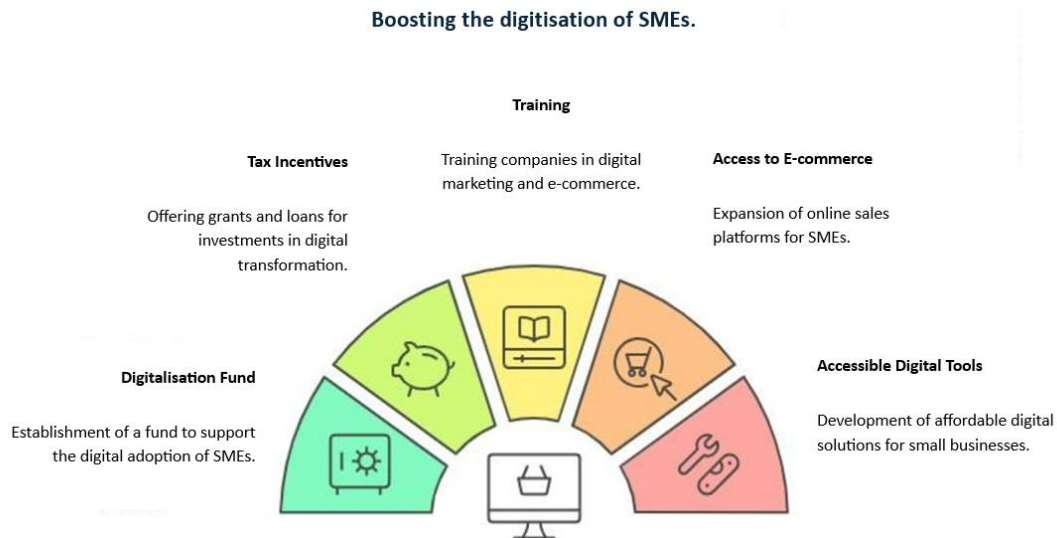 Boosting the digitisation of SMEs.
Training
Training companies in digital
marketing and e-commerce.
Tax Incentives
Offering grants and loans for
investments in digital
transformation.
Access to E-commerce
Expansion of online sales
platforms for SMEs.
Digitalisation Fund
Establishment of a fund to support
the digital adoption of SMEs.
Accessible Digital Tools
Development of affordable digital
solutions for small businesses.